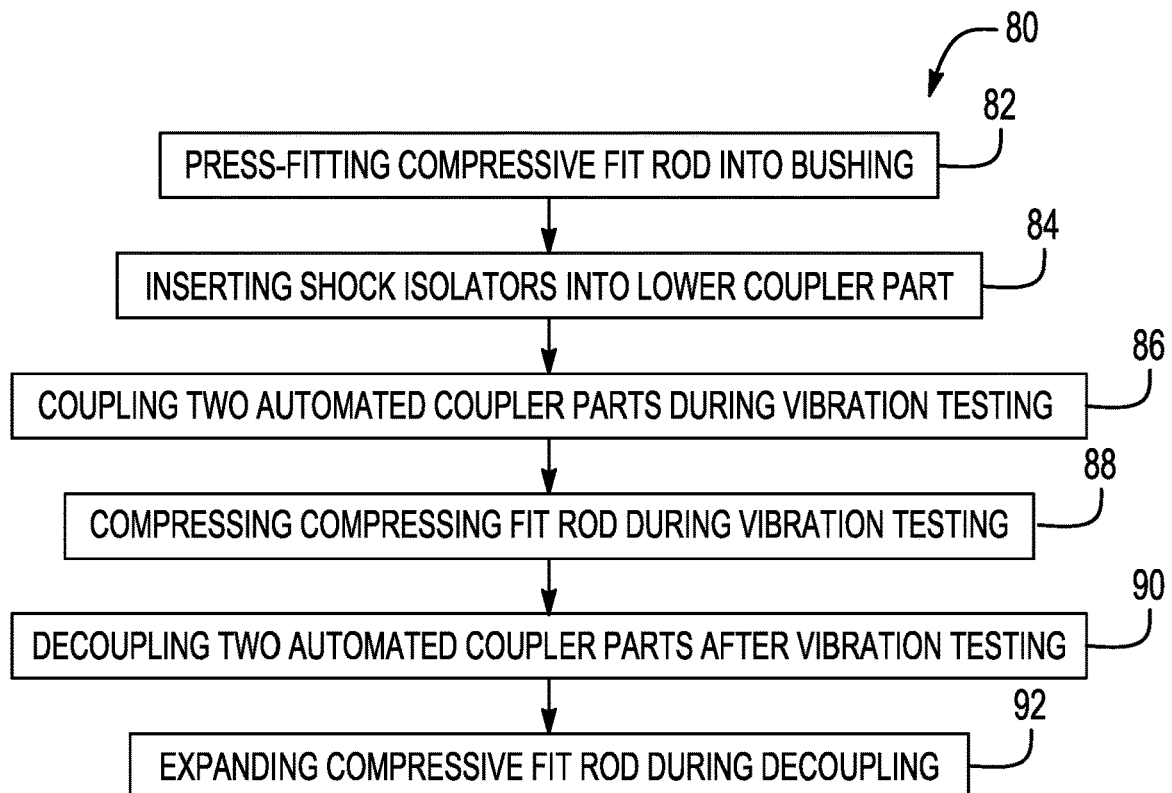 80
82
PRESS-FITTING COMPRESSIVE FIT ROD INTO BUSHING
84
INSERTING SHOCK ISOLATORS INTO LOWER COUPLER PART
86
COUPLING TWO AUTOMATED COUPLER PARTS DURING VIBRATION TESTING
88
COMPRESSING COMPRESSING FIT ROD DURING VIBRATION TESTING
90
DECOUPLING TWO AUTOMATED COUPLER PARTS AFTER VIBRATION TESTING
92
EXPANDING COMPRESSIVE FIT ROD DURING DECOUPLING